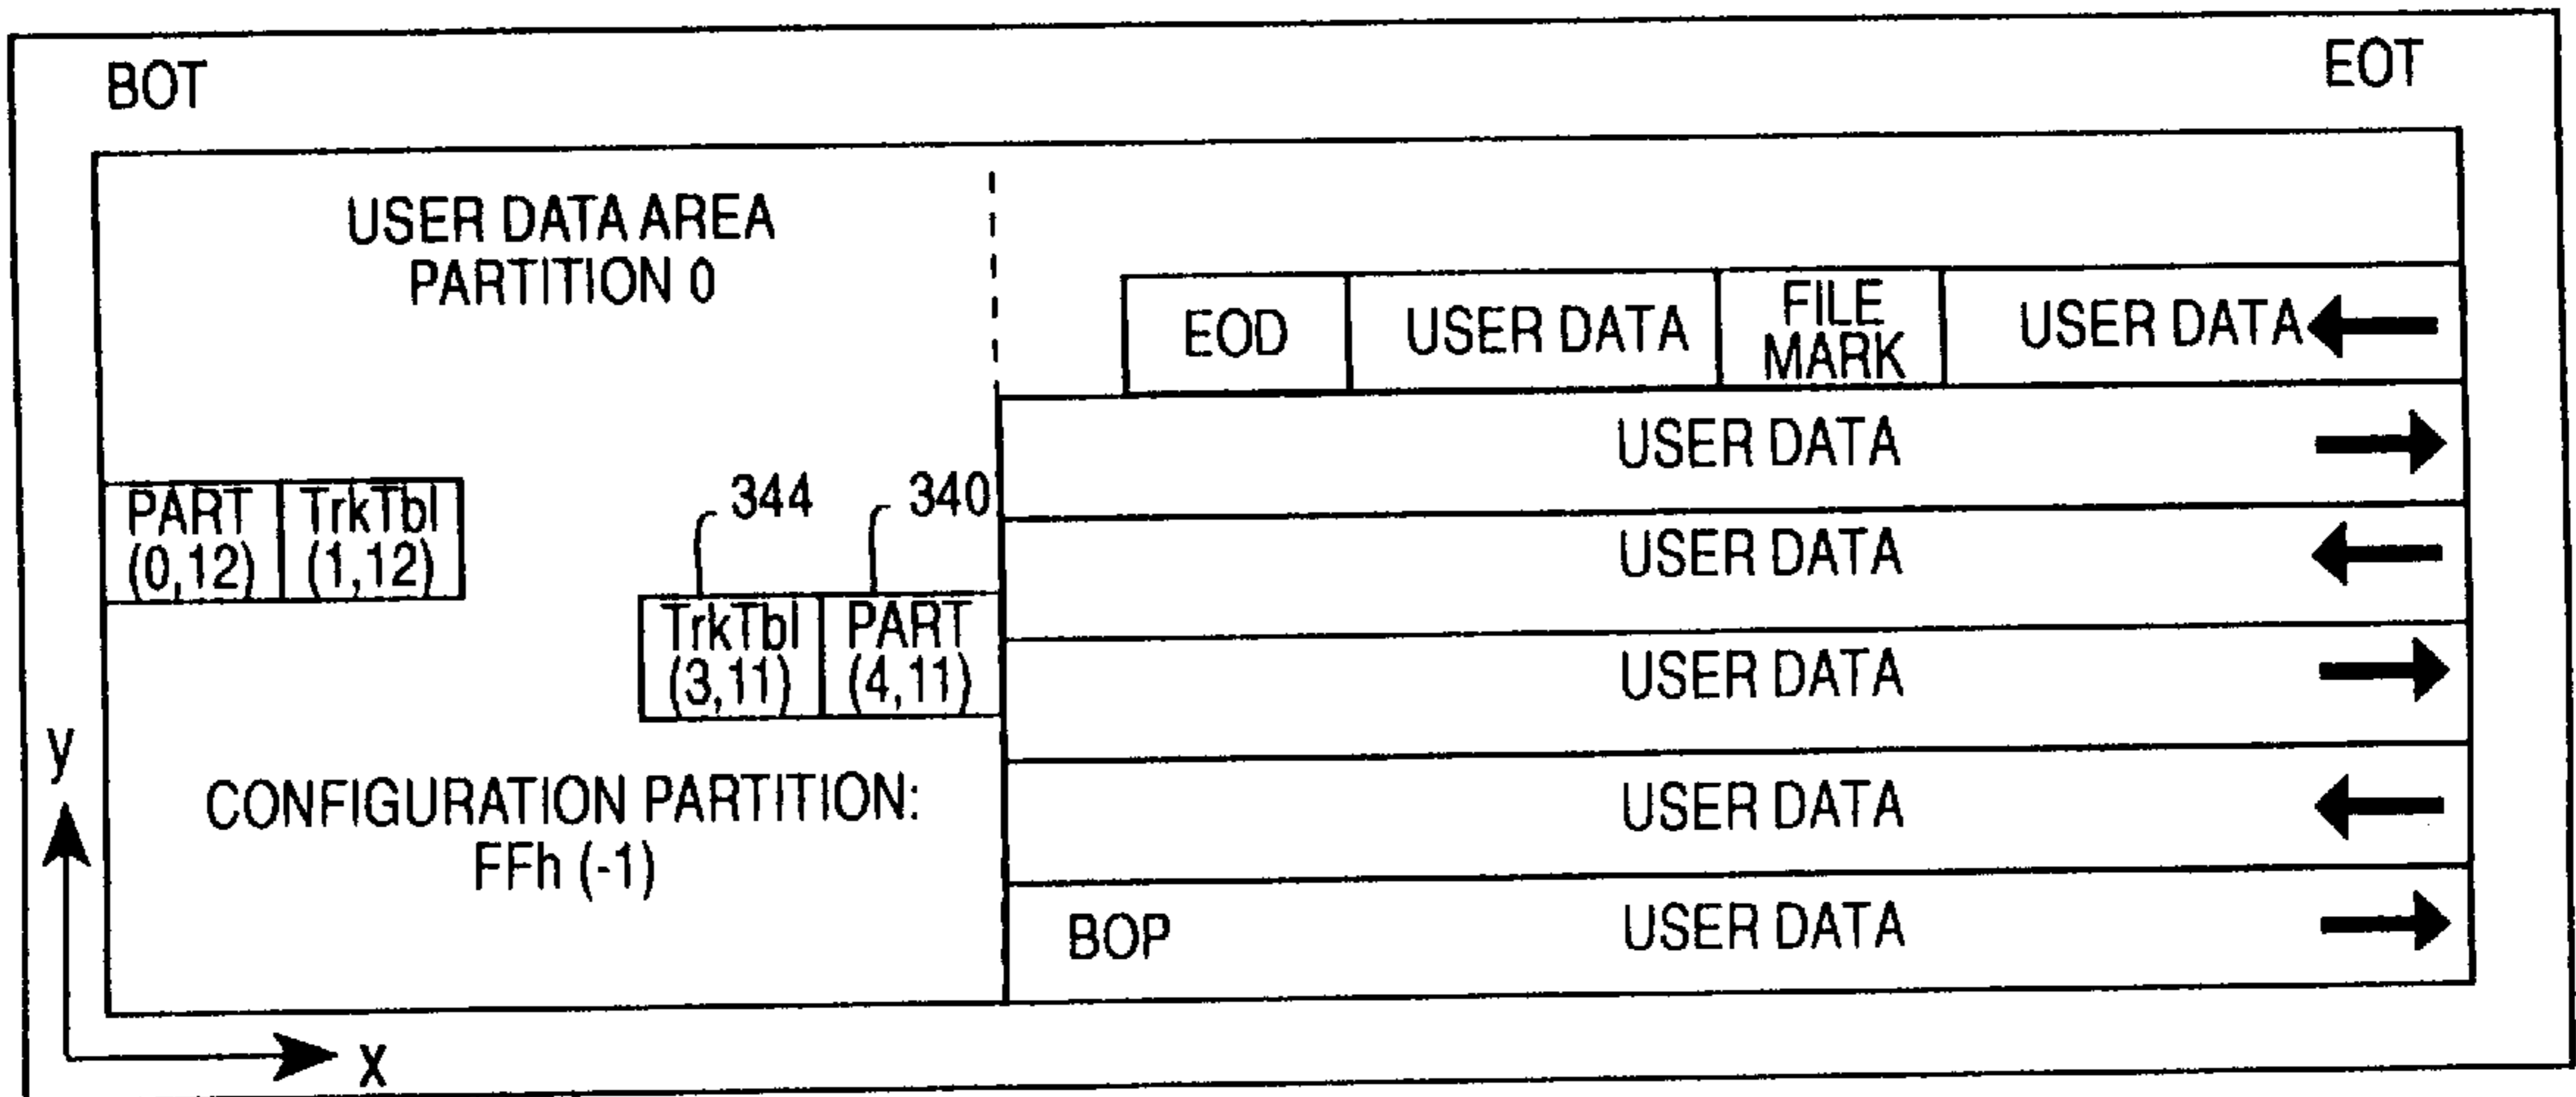 BOT
EOT
USER DATA AREA
PARTITION 0
EOD
USER DATA
FILE
MARK
USER DATA
USER DATA
PART
(0,12)
TrkTbl
(1,12)
344
340
USER DATA
TrkTbl
(3,11)
PART
(4,11)
USER DATA
y
CONFIGURATION PARTITION:
FFh (-1)
USER DATA
BOP
USER DATA
X